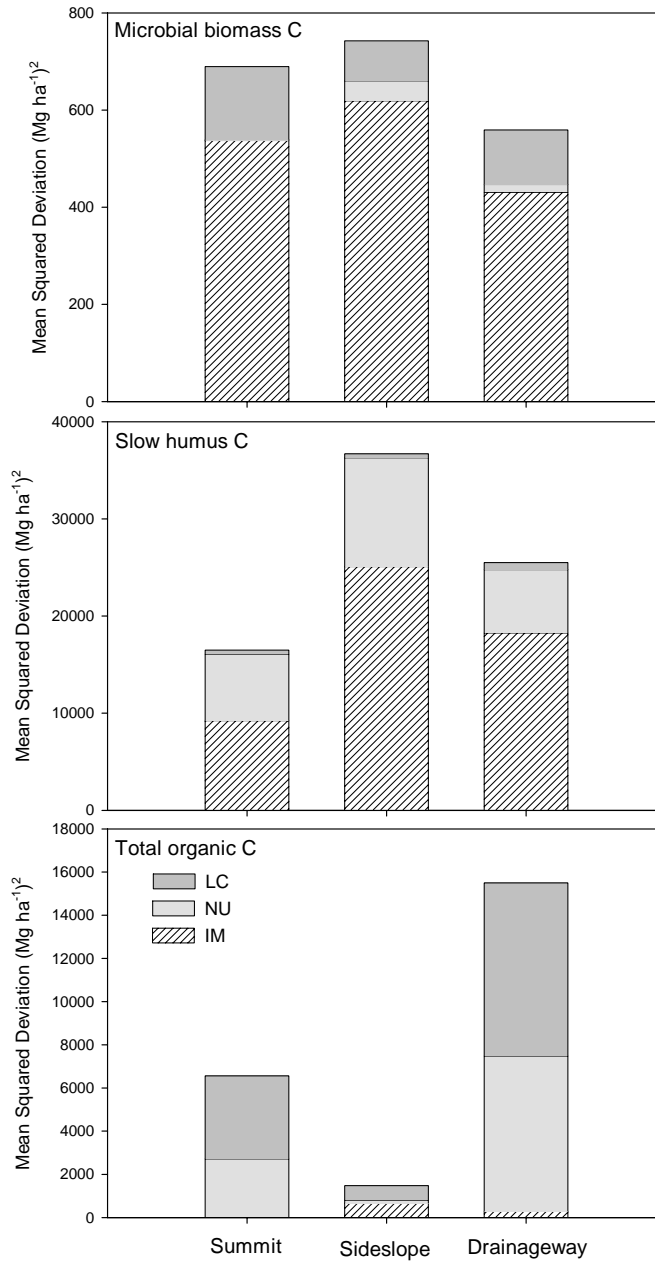 Microbial biomass C
Mean Squared Deviation (Mg ha⁻¹)²
800
600
400
200
0
Slow humus C
Mean Squared Deviation (Mg ha⁻¹)²
40000
30000
20000
10000
0
Total organic C
Mean Squared Deviation (Mg ha⁻¹)²
18000
16000
14000
12000
10000
8000
6000
4000
2000
0
LC
NU
IM
Summit Sideslope Drainageway